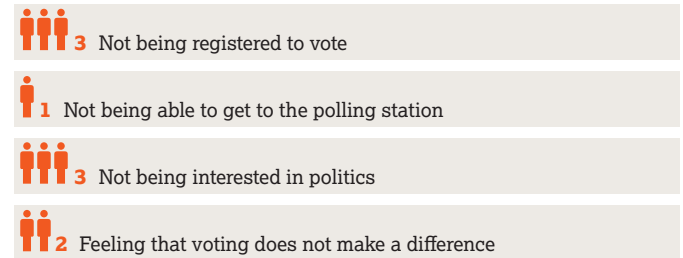 3 Not being registered to vote
1 Not being able to get to the polling station
3 Not being interested in politics
2 Feeling that voting does not make a difference